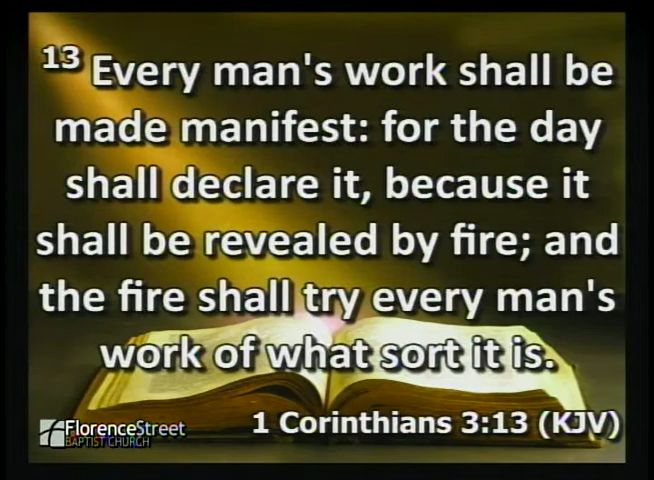 13 Every man's work shall be
made manifest: for the day
shall declare it, because it
shall be revealed by fire; and
the fire shall try every man's
work of what sort it is.
1 Corinthians 3:13 (KJV)
FlorenceStreet
BAPTIST CHURCH